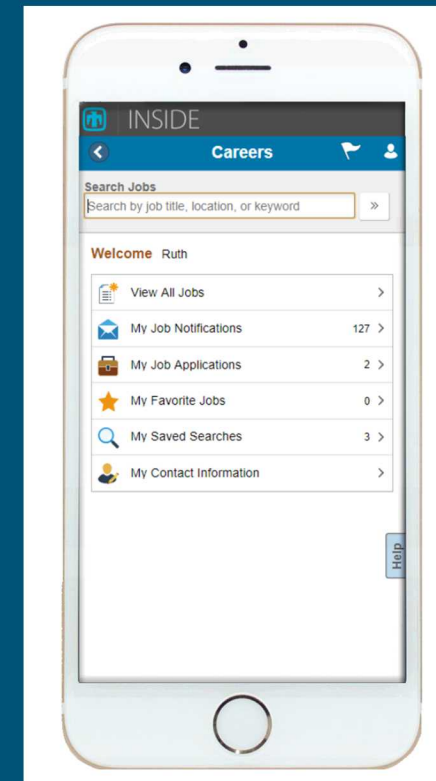 INSIDE
Careers
Search Jobs
Search by job title, location, or keyword
»
Welcome Ruth
View All Jobs
My Job Notifications 127
My Job Applications 2
My Favorite Jobs 0
My Saved Searches 3
My Contact Information
Help